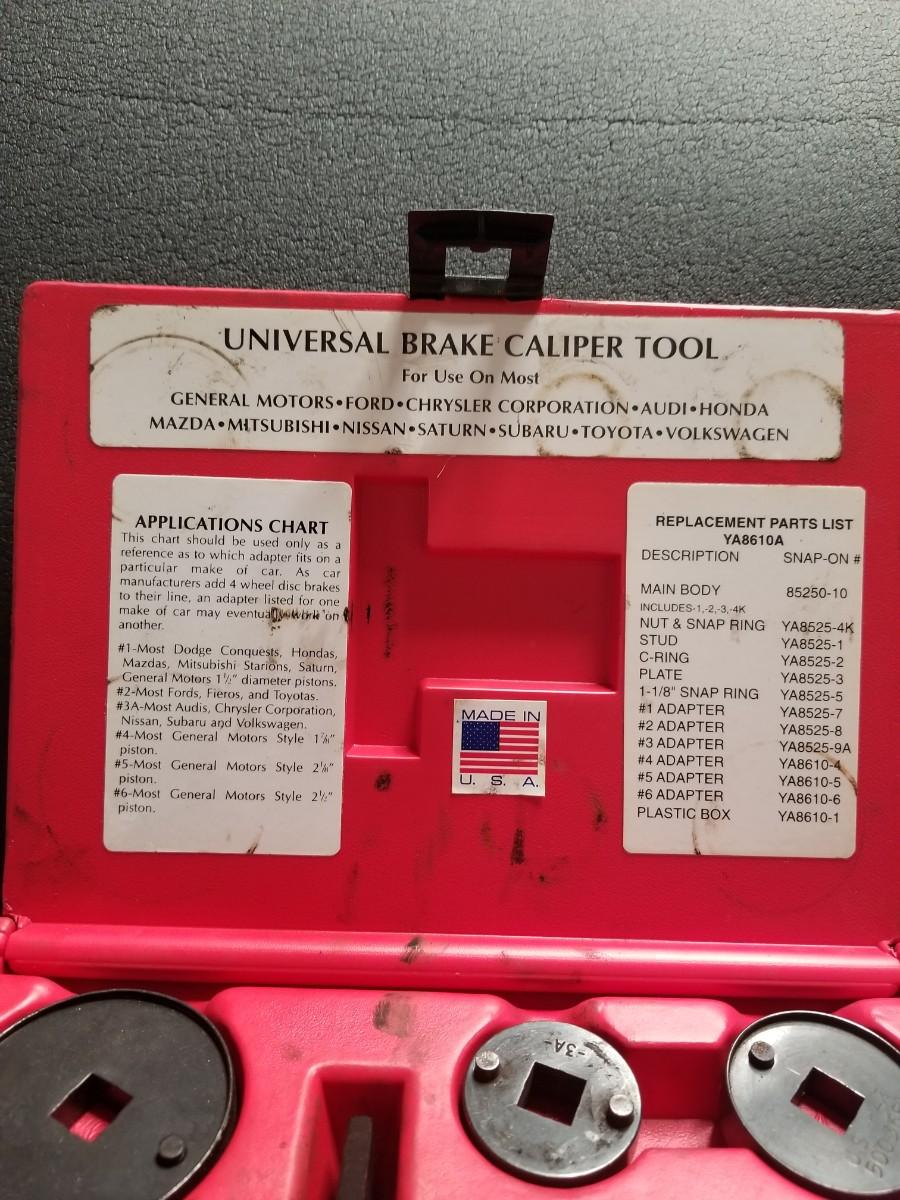 UNIVERSAL BRAKE CALIPER TOOL
For Use On Most
GENERAL MOTORS•FORD•CHRYSLER CORPORATION•AUDI•HONDA
MAZDA•MITSUBISHI•NISSAN•SATURN•SUBARU•TOYOTA•VOLKSWAGEN
APPLICATIONS CHART
This chart should be used only as a
reference as to which adapter fits on a
particular make of car. As car
manufacturers add 4 wheel disc brakes
to their line, an adapter listed for one
make of car may eventually work on
another.
#1-Most Dodge Conquests, Hondas,
Mazdas, Mitsubishi Starions, Saturn,
General Motors 1½" diameter pistons.
#2-Most Fords, Fieros, and Toyotas.
#3A-Most Audis, Chrysler Corporation,
Nissan, Subaru and Volkswagen.
#4-Most General Motors Style 1⅞"
piston.
#5-Most General Motors Style 2⅛"
piston.
#6-Most General Motors Style 2½"
piston.
MADE IN
U. S. A.
REPLACEMENT PARTS LIST
YA8610A
DESCRIPTION SNAP-ON #
MAIN BODY 85250-10
INCLUDES-1,-2,-3,-4K
NUT & SNAP RING YA8525-4K
STUD YA8525-1
C-RING YA8525-2
PLATE YA8525-3
1-1/8" SNAP RING YA8525-5
#1 ADAPTER YA8525-7
#2 ADAPTER YA8525-8
#3 ADAPTER YA8525-9A
#4 ADAPTER YA8610-4
#5 ADAPTER YA8610-5
#6 ADAPTER YA8610-6
PLASTIC BOX YA8610-1
-3A-